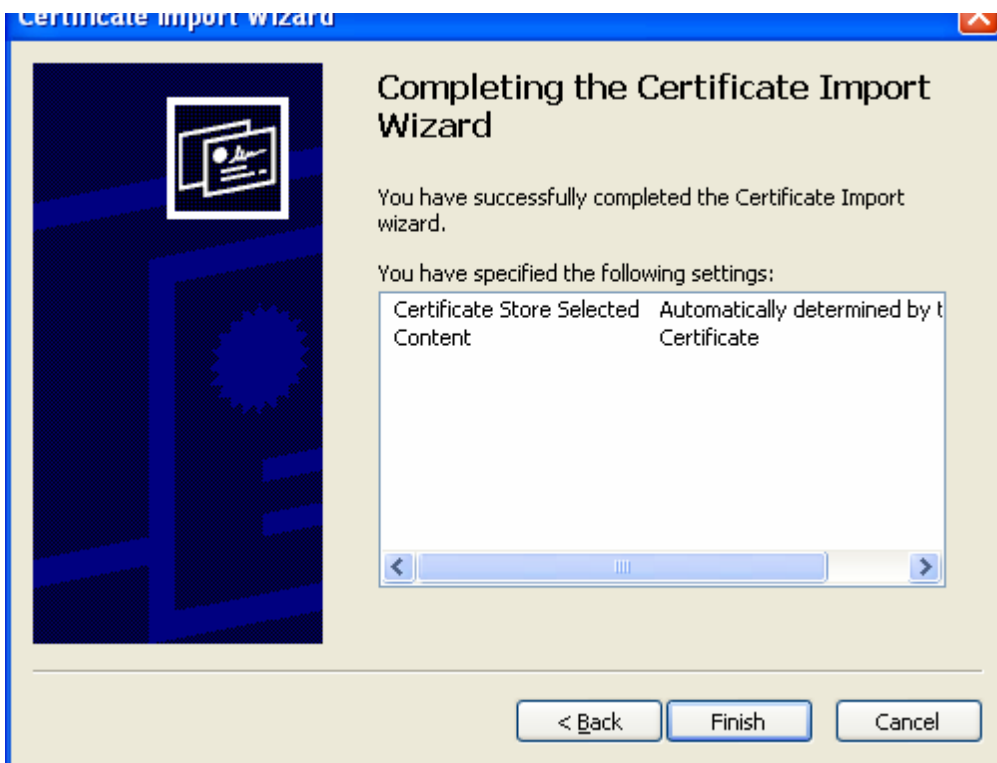 Certificate Import Wizard
Completing the Certificate Import
Wizard
You have successfully completed the Certificate Import
wizard.
You have specified the following settings:
Certificate Store Selected Automatically determined by t
Content Certificate
< Back Finish Cancel